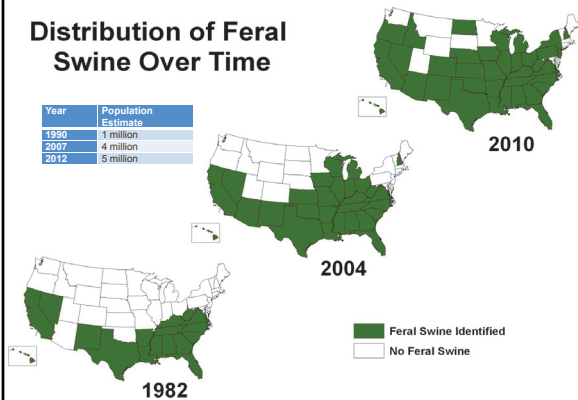 Distribution of Feral
Swine Over Time
Year Population
Estimate
1990 1 million
2007 4 million
2012 5 million
2010
2004
Feral Swine Identified
No Feral Swine
1982